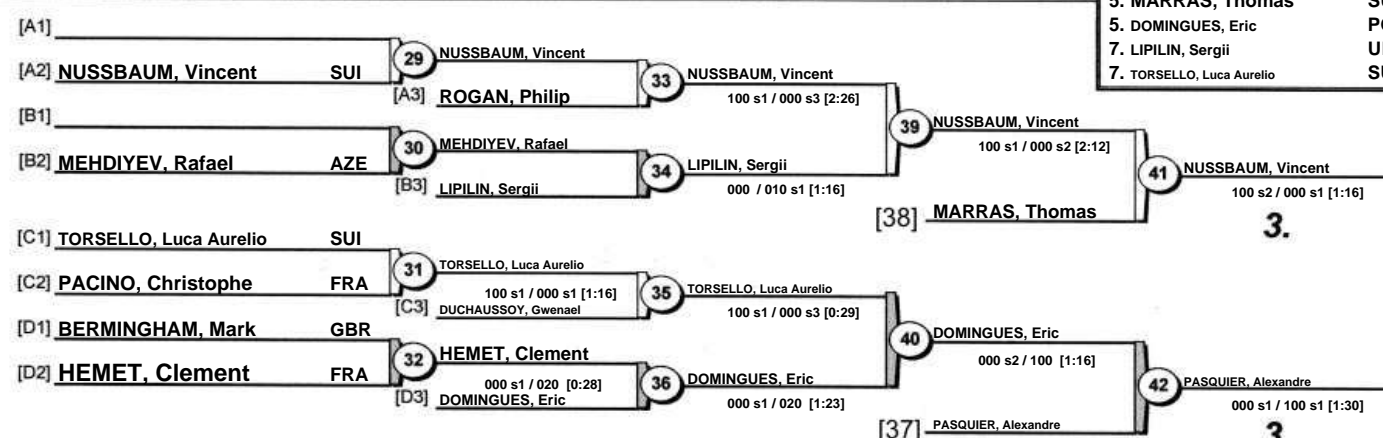 5. MARRAS, Thomas
5. DOMINGUES, Eric
7. LIPILIN, Sergii
7. TORSELLO, Luca Aurelio
[A1]
[A2] NUSSBAUM, Vincent SUI
29
NUSSBAUM, Vincent
[A3] ROGAN, Philip
33
NUSSBAUM, Vincent
100 s1 / 000 s3 [2:26]
[B1]
[B2] MEHDIYEV, Rafael AZE
30
MEHDIYEV, Rafael
[B3] LIPILIN, Sergii
34
LIPILIN, Sergii
000 / 010 s1 [1:16]
39
NUSSBAUM, Vincent
100 s1 / 000 s2 [2:12]
[38] MARRAS, Thomas
41
NUSSBAUM, Vincent
100 s2 / 000 s1 [1:16]
3.
[C1] TORSELLO, Luca Aurelio SUI
[C2] PACINO, Christophe FRA
31
TORSELLO, Luca Aurelio
100 s1 / 000 s1 [1:16]
[C3] DUCHAUSSOY, Gwenael
35
TORSELLO, Luca Aurelio
100 s1 / 000 s3 [0:29]
[D1] BERMINGHAM, Mark GBR
[D2] HEMET, Clement FRA
32
HEMET, Clement
000 s1 / 020 [0:28]
[D3] DOMINGUES, Eric
36
DOMINGUES, Eric
000 s1 / 020 [1:23]
40
DOMINGUES, Eric
000 s2 / 100 [1:16]
[37] PASQUIER, Alexandre
42
PASQUIER, Alexandre
000 s1 / 100 s1 [1:30]
3